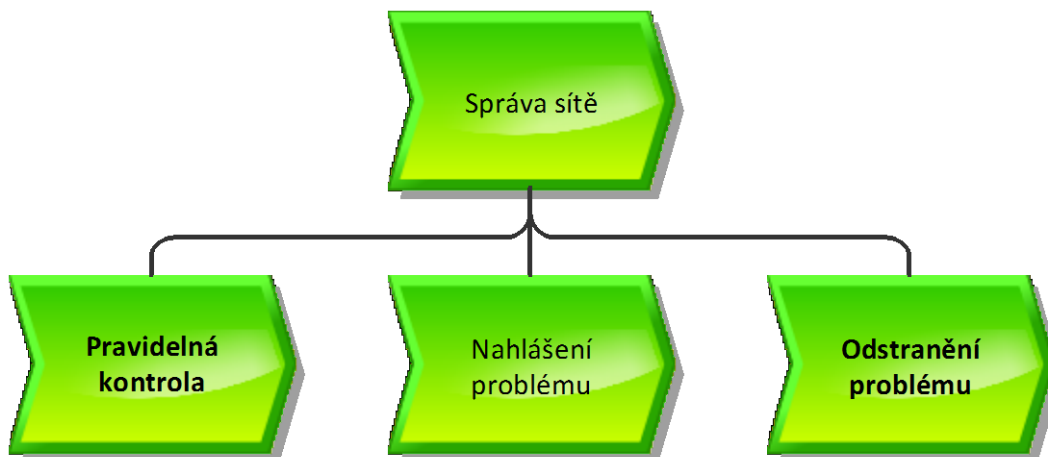 Správa sítě
Pravidelná
kontrola
Nahlášení
problému
Odstranění
problému